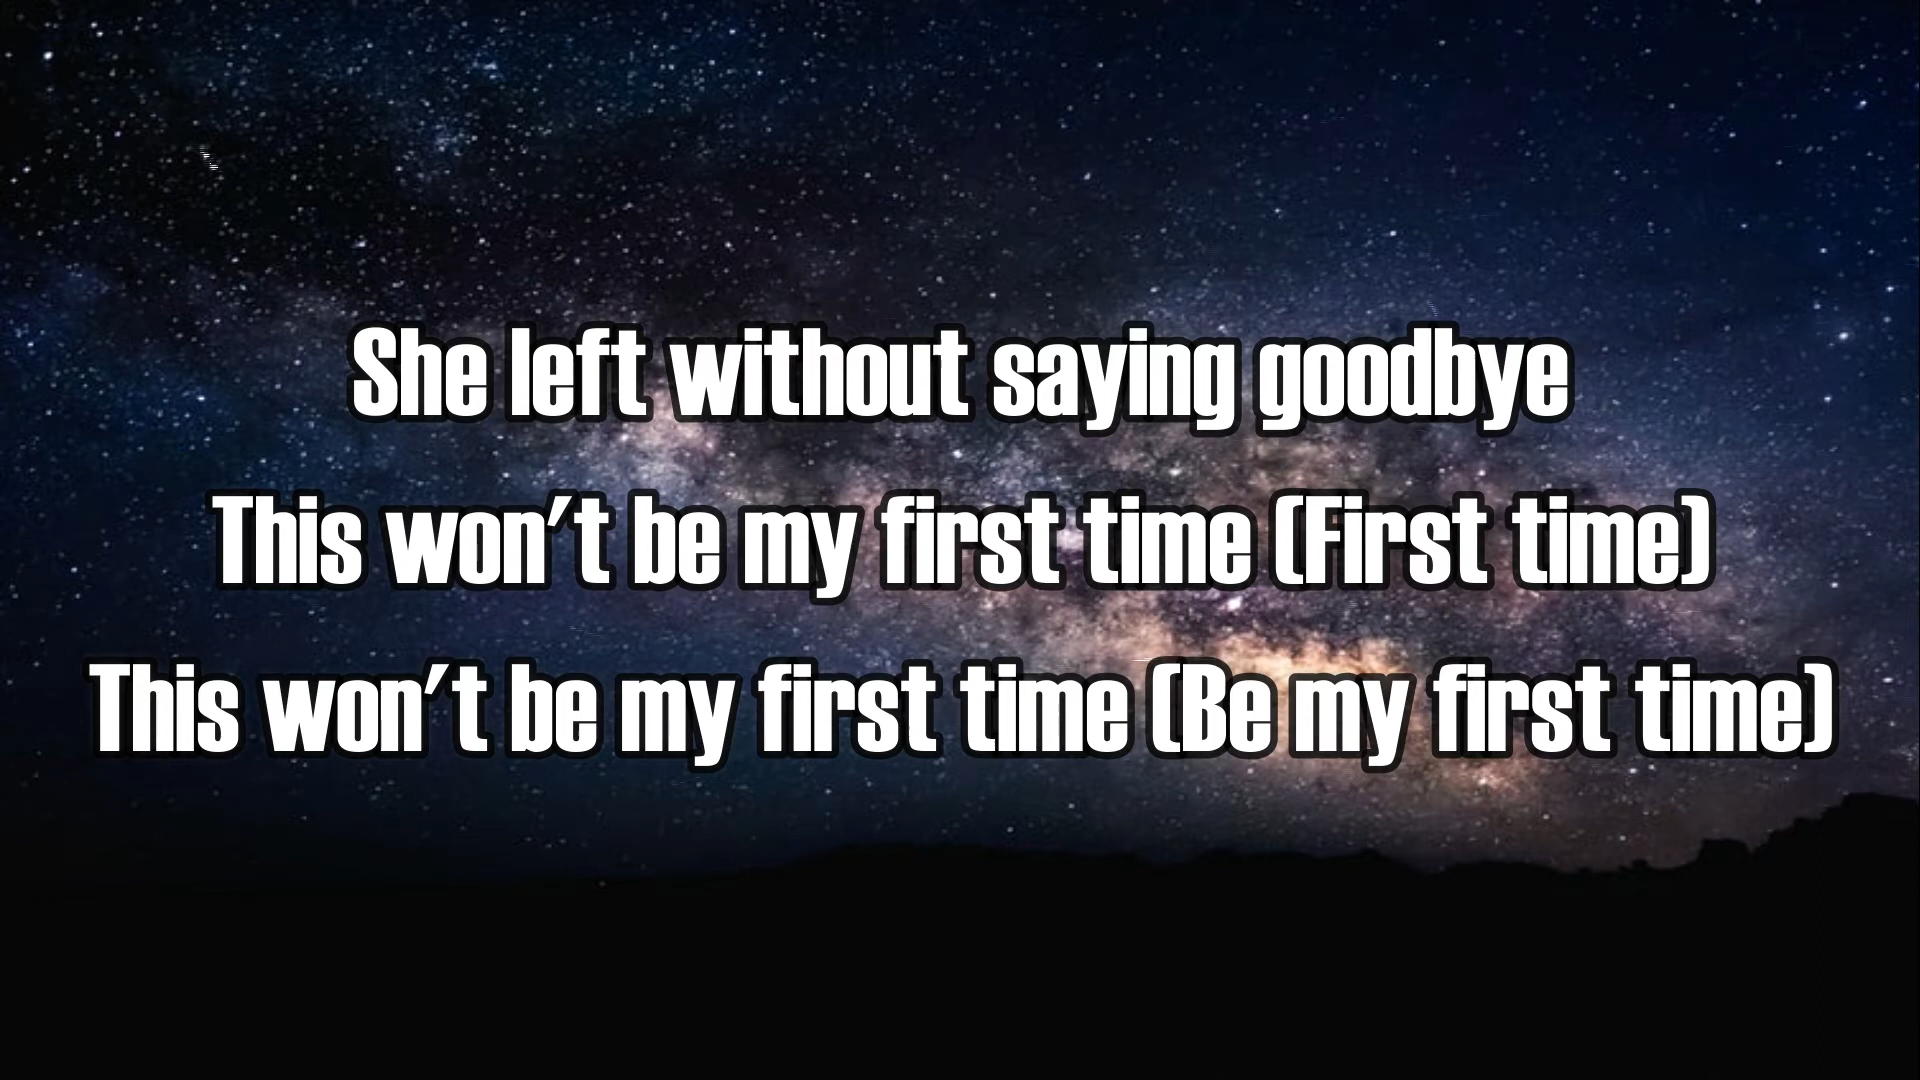 She left without saying goodbye
This won't be my first time (First time)
This won't be my first time (Be my first time)